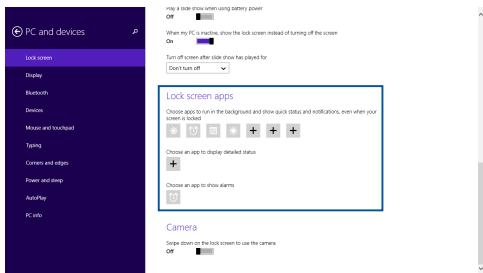 PC and devices
Lock screen
Display
Bluetooth
Devices
Mouse and touchpad
Typing
Corners and edges
Power and sleep
AutoPlay
PC info
Play a slide show when using battery power
Off
When my PC is inactive, show the lock screen instead of turning off the screen
On
Turn off screen after slide show has played for
Don't turn off
Lock screen apps
Choose apps to run in the background and show quick status and notifications, even when your
screen is locked
Choose an app to display detailed status
Choose an app to show alarms
Camera
Swipe down on the lock screen to use the camera
Off